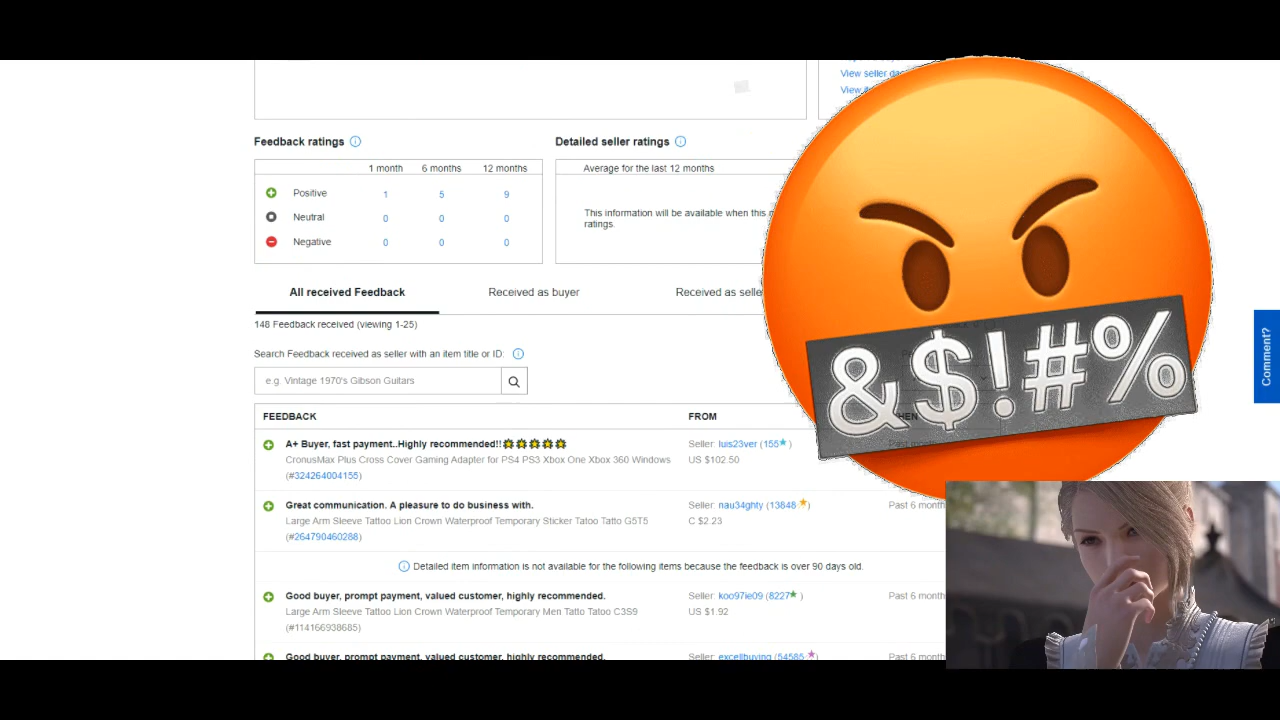 View seller
View
Feedback ratings
Detailed seller ratings
1 month 6 months 12 months
Average for the last 12 months
Positive 1 5 9
Neutral 0 0 0
Negative 0 0 0
This information will be available when this
ratings.
All received Feedback Received as buyer Received as selle
148 Feedback received (viewing 1-25)
Search Feedback received as seller with an item title or ID:
e.g. Vintage 1970's Gibson Guitars
Comment?
&$!#%
FEEDBACK FROM HEN
A+ Buyer, fast payment..Highly recommended!! Seller: luis23ver (155 ) Past
CronusMax Plus Cross Cover Gaming Adapter for PS4 PS3 Xbox One Xbox 360 Windows US $102.50
(#324264004155)
Great communication. A pleasure to do business with. Seller: nau34ghty (13848 ) Past 6 month
Large Arm Sleeve Tattoo Lion Crown Waterproof Temporary Sticker Tatoo Tatto G5T5 C $2.23
(#264790460288)
Detailed item information is not available for the following items because the feedback is over 90 days old.
Good buyer, prompt payment, valued customer, highly recommended. Seller: koo97ie09 (8227 ) Past 6 month
Large Arm Sleeve Tattoo Lion Crown Waterproof Temporary Men Tatto Tatoo C3S9 US $1.92
(#114166938685)
Good buyer, prompt payment, valued customer, highly recommended. Seller: excellbuying (54585 ) Past 6 month